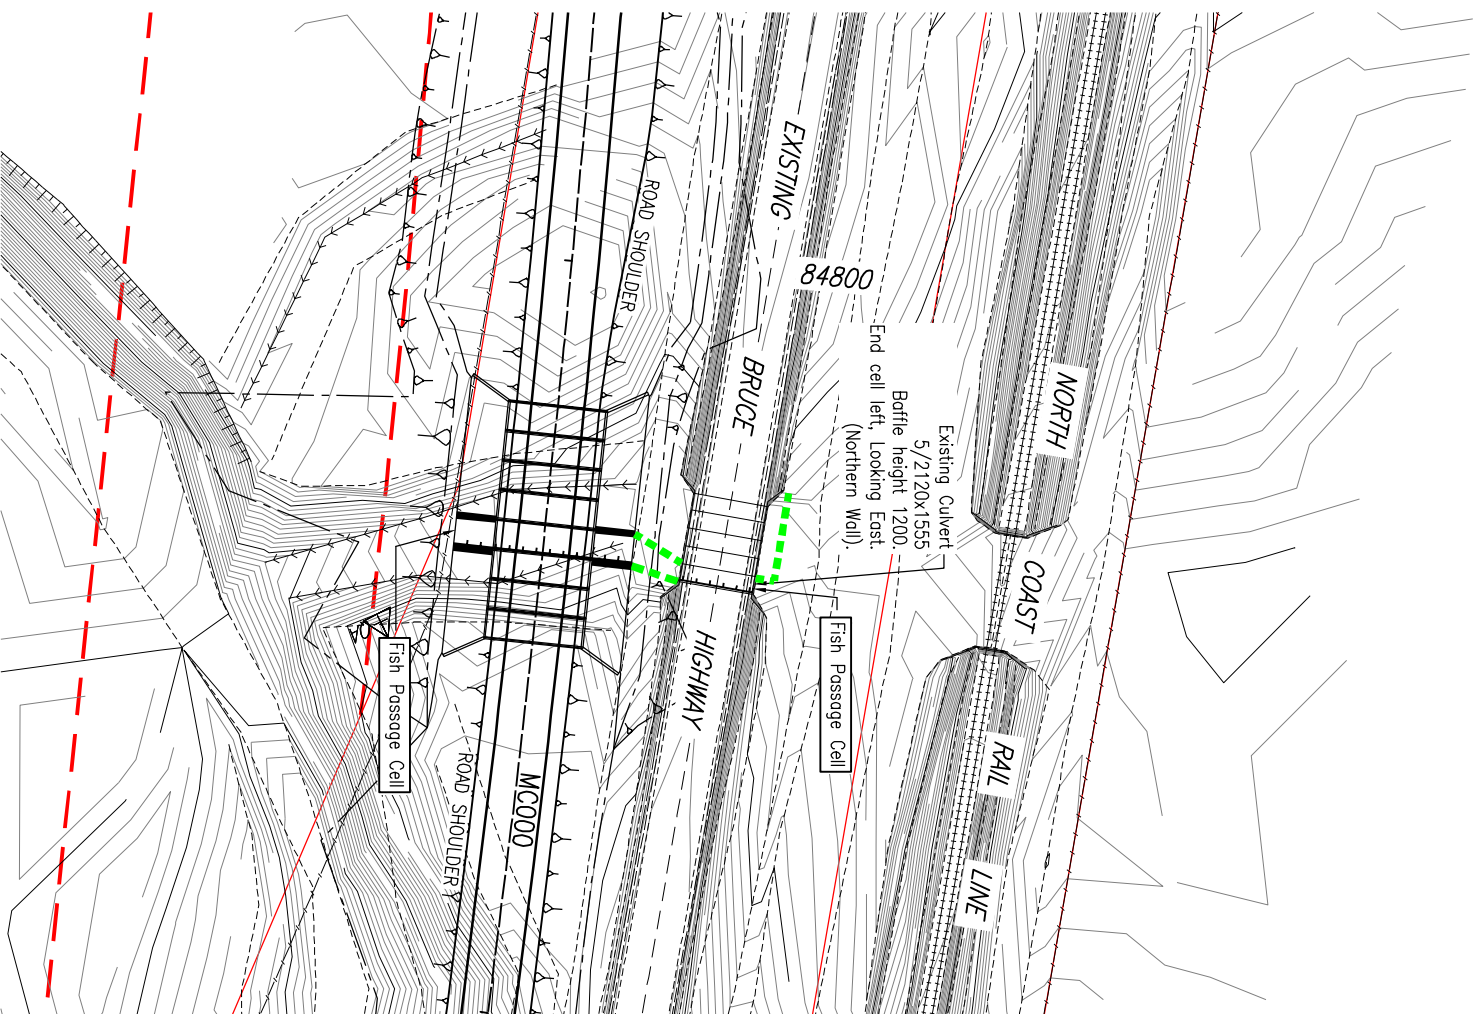 EXISTING
BRUCE
HIGHWAY
84800
ROAD SHOULDER
ROAD SHOULDER
MC000
NORTH
COAST
RAIL
LINE
Existing Culvert
5/2120x1555
Baffle height 1200.
End cell left, Looking East.
(Northern Wall).
Fish Passage Cell
Fish Passage Cell